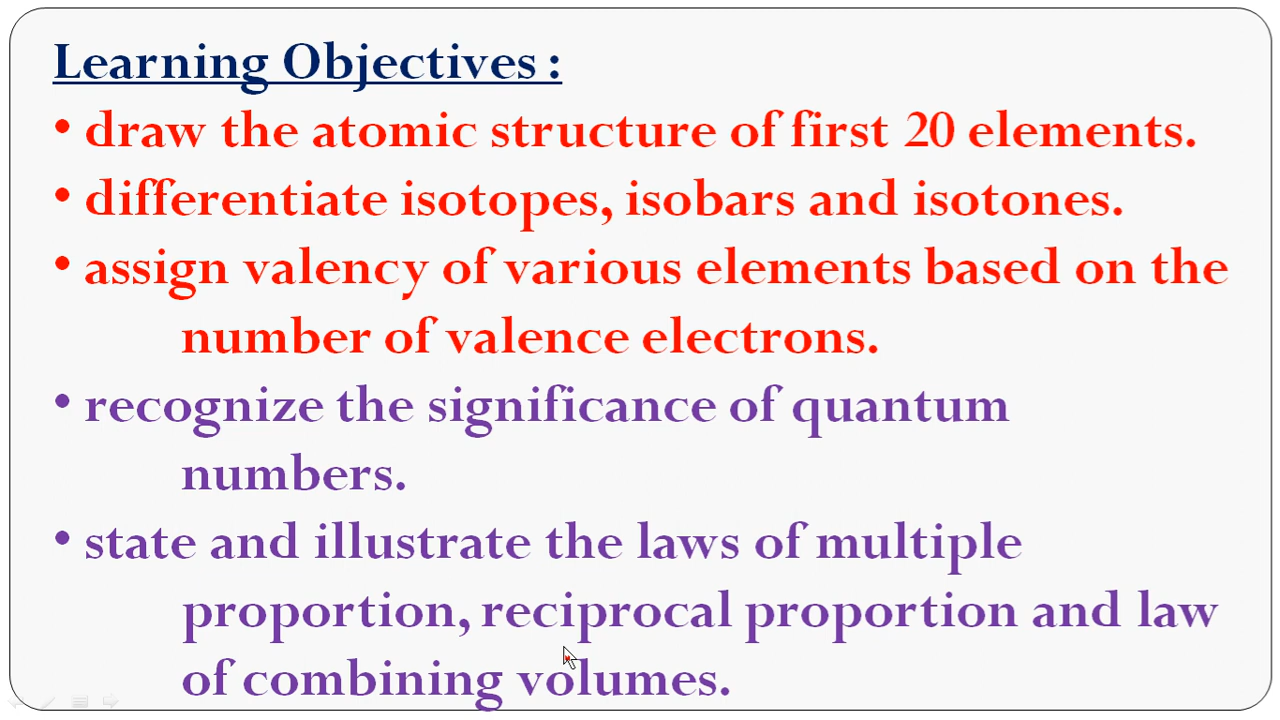 Learning Objectives :
• draw the atomic structure of first 20 elements.
• differentiate isotopes, isobars and isotones.
• assign valency of various elements based on the
number of valence electrons.
• recognize the significance of quantum
numbers.
• state and illustrate the laws of multiple
proportion, reciprocal proportion and law
of combining volumes.